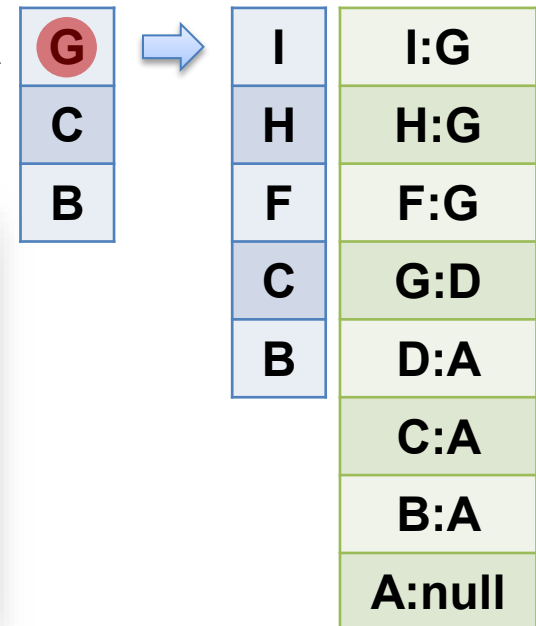 G I I:G
C H H:G
B F F:G
C G:D
B D:A
C:A
B:A
A:null